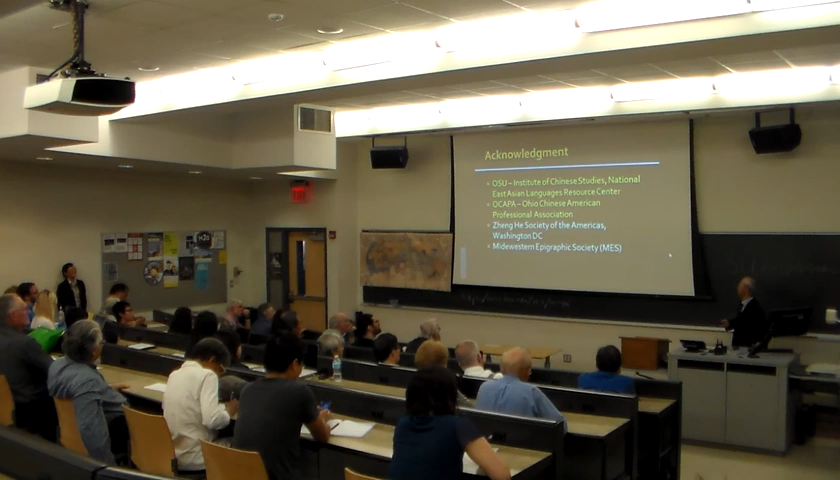 Acknowledgment
OSU – Institute of Chinese Studies, National
East Asian Languages Resource Center
OCAPA – Ohio Chinese American
Professional Association
Zheng He Society of the Americas,
Washington DC
Midewestern Epigraphic Society (MES)
EXIT